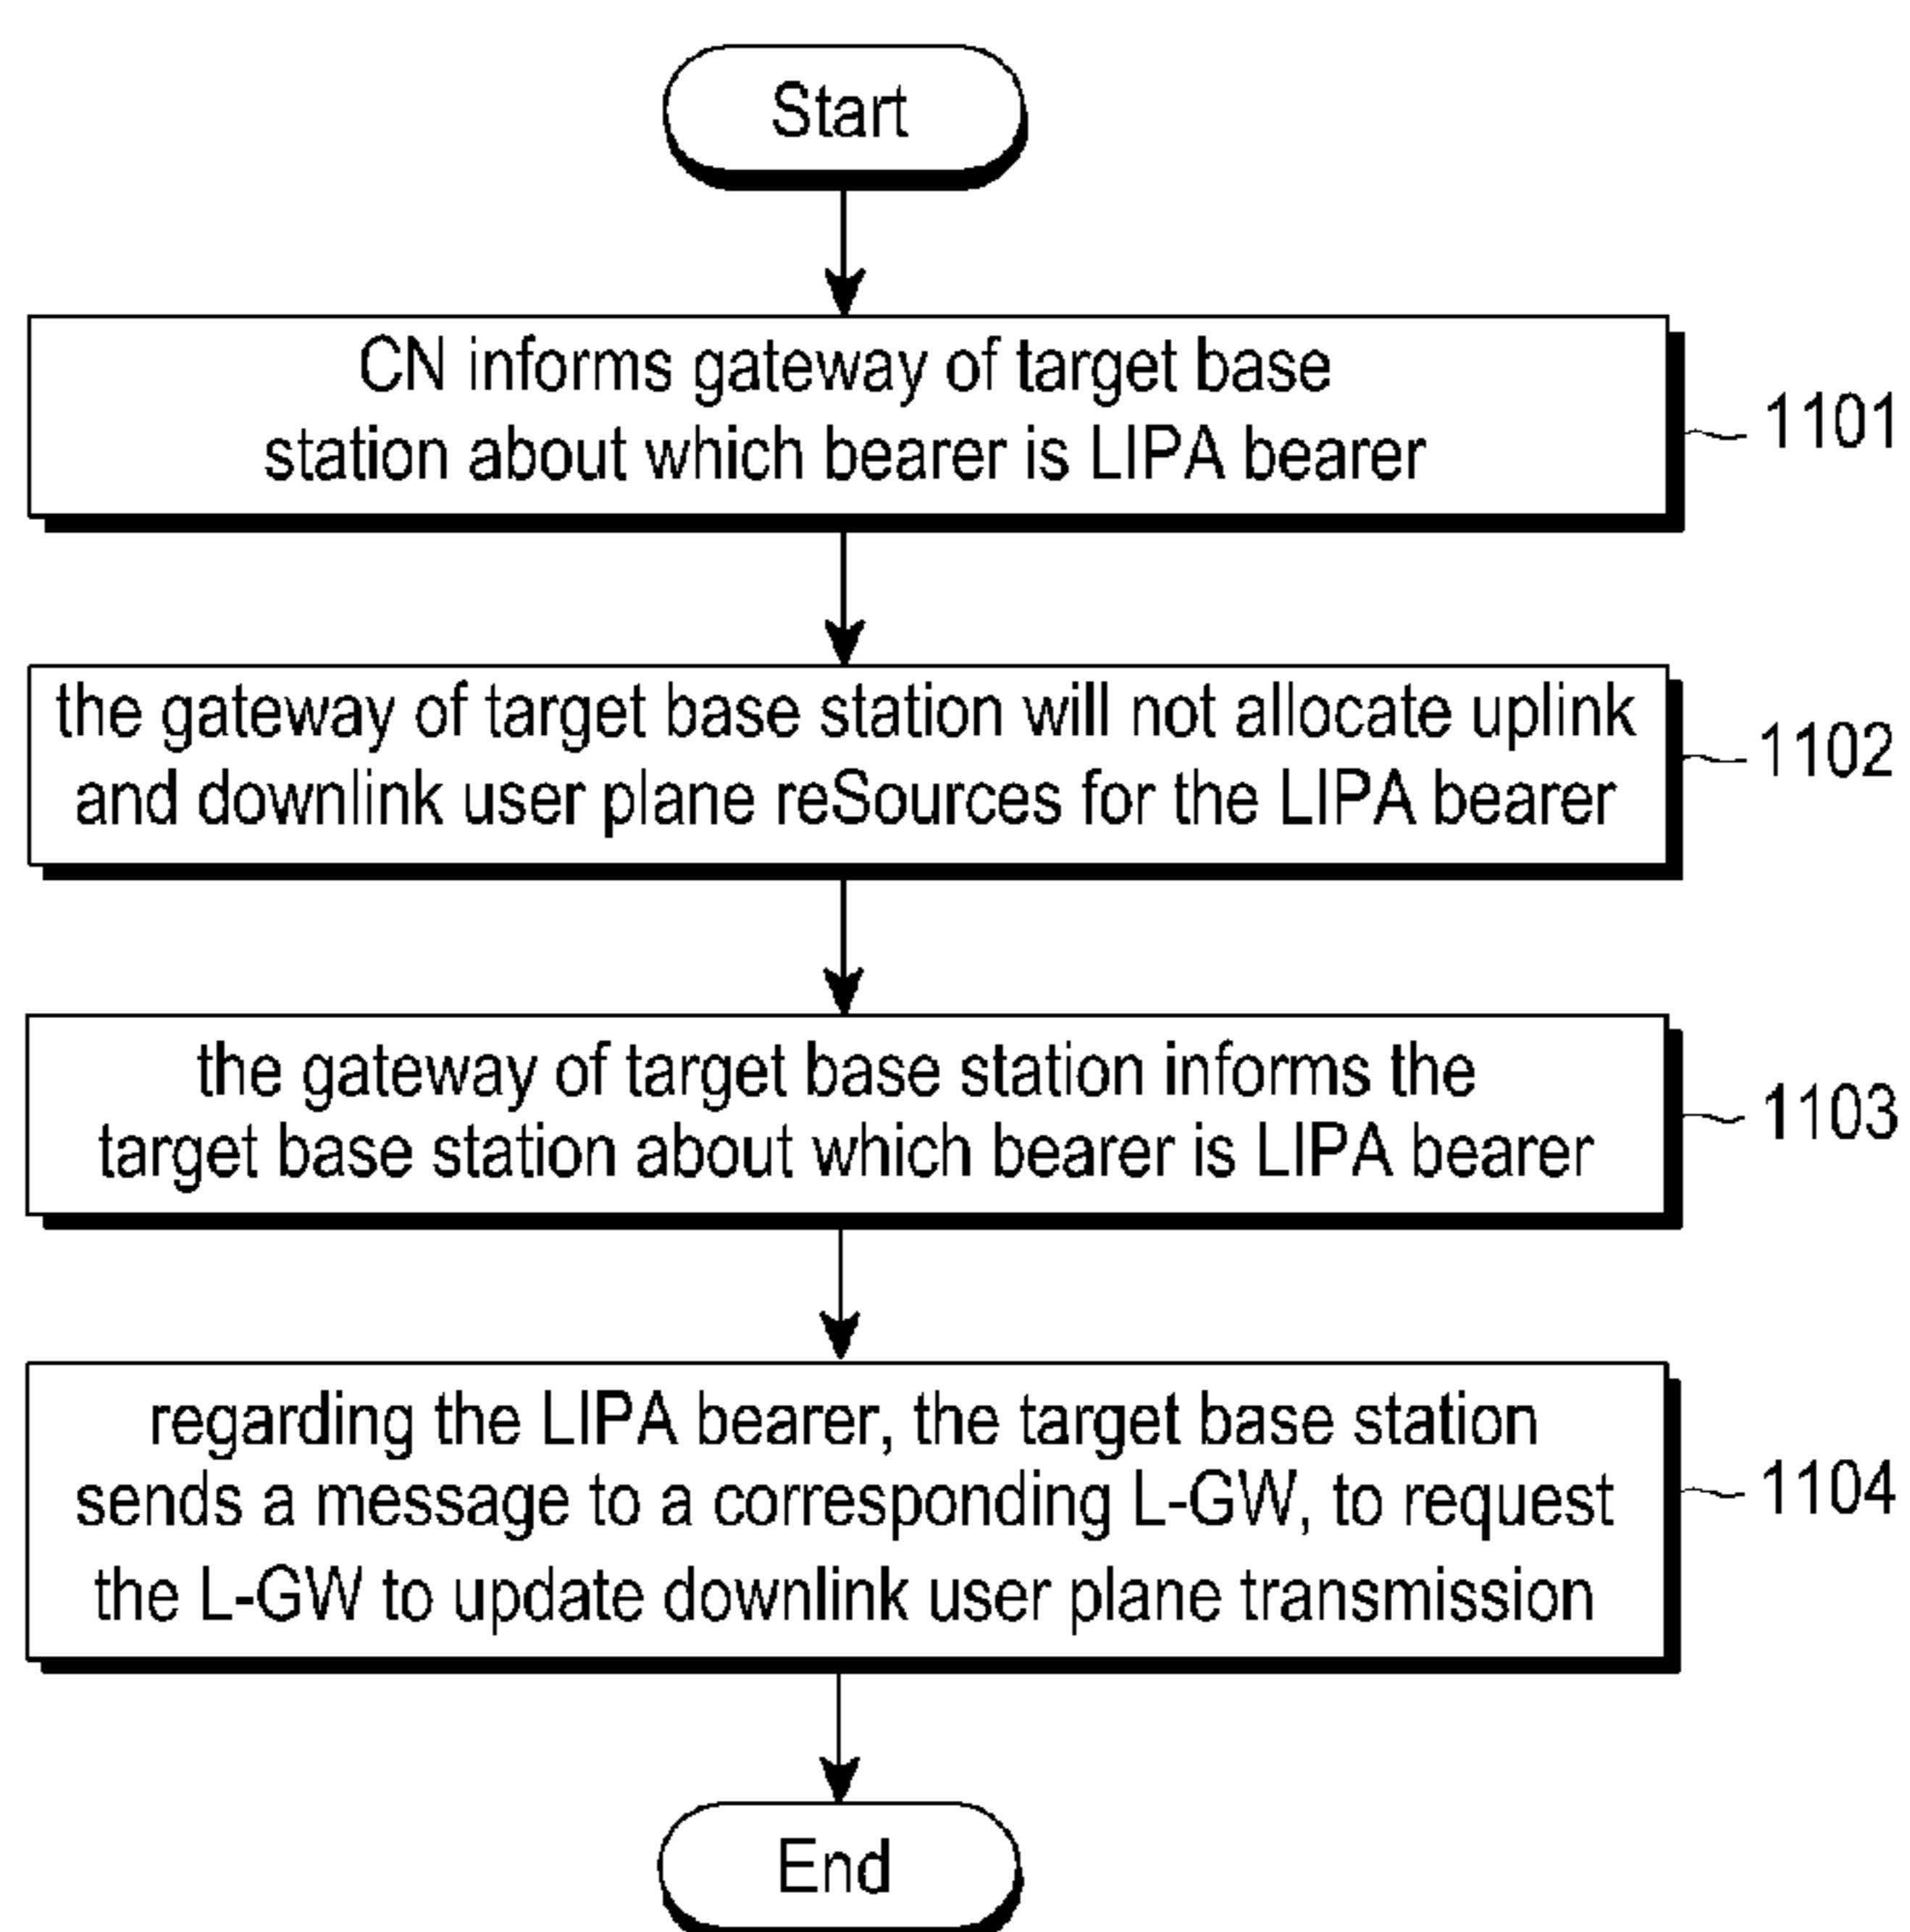 Start
CN informs gateway of target base
station about which bearer is LIPA bearer
1101
the gateway of target base station will not allocate uplink
and downlink user plane reSources for the LIPA bearer
1102
the gateway of target base station informs the
target base station about which bearer is LIPA bearer
1103
regarding the LIPA bearer, the target base station
sends a message to a corresponding L-GW, to request
the L-GW to update downlink user plane transmission
1104
End